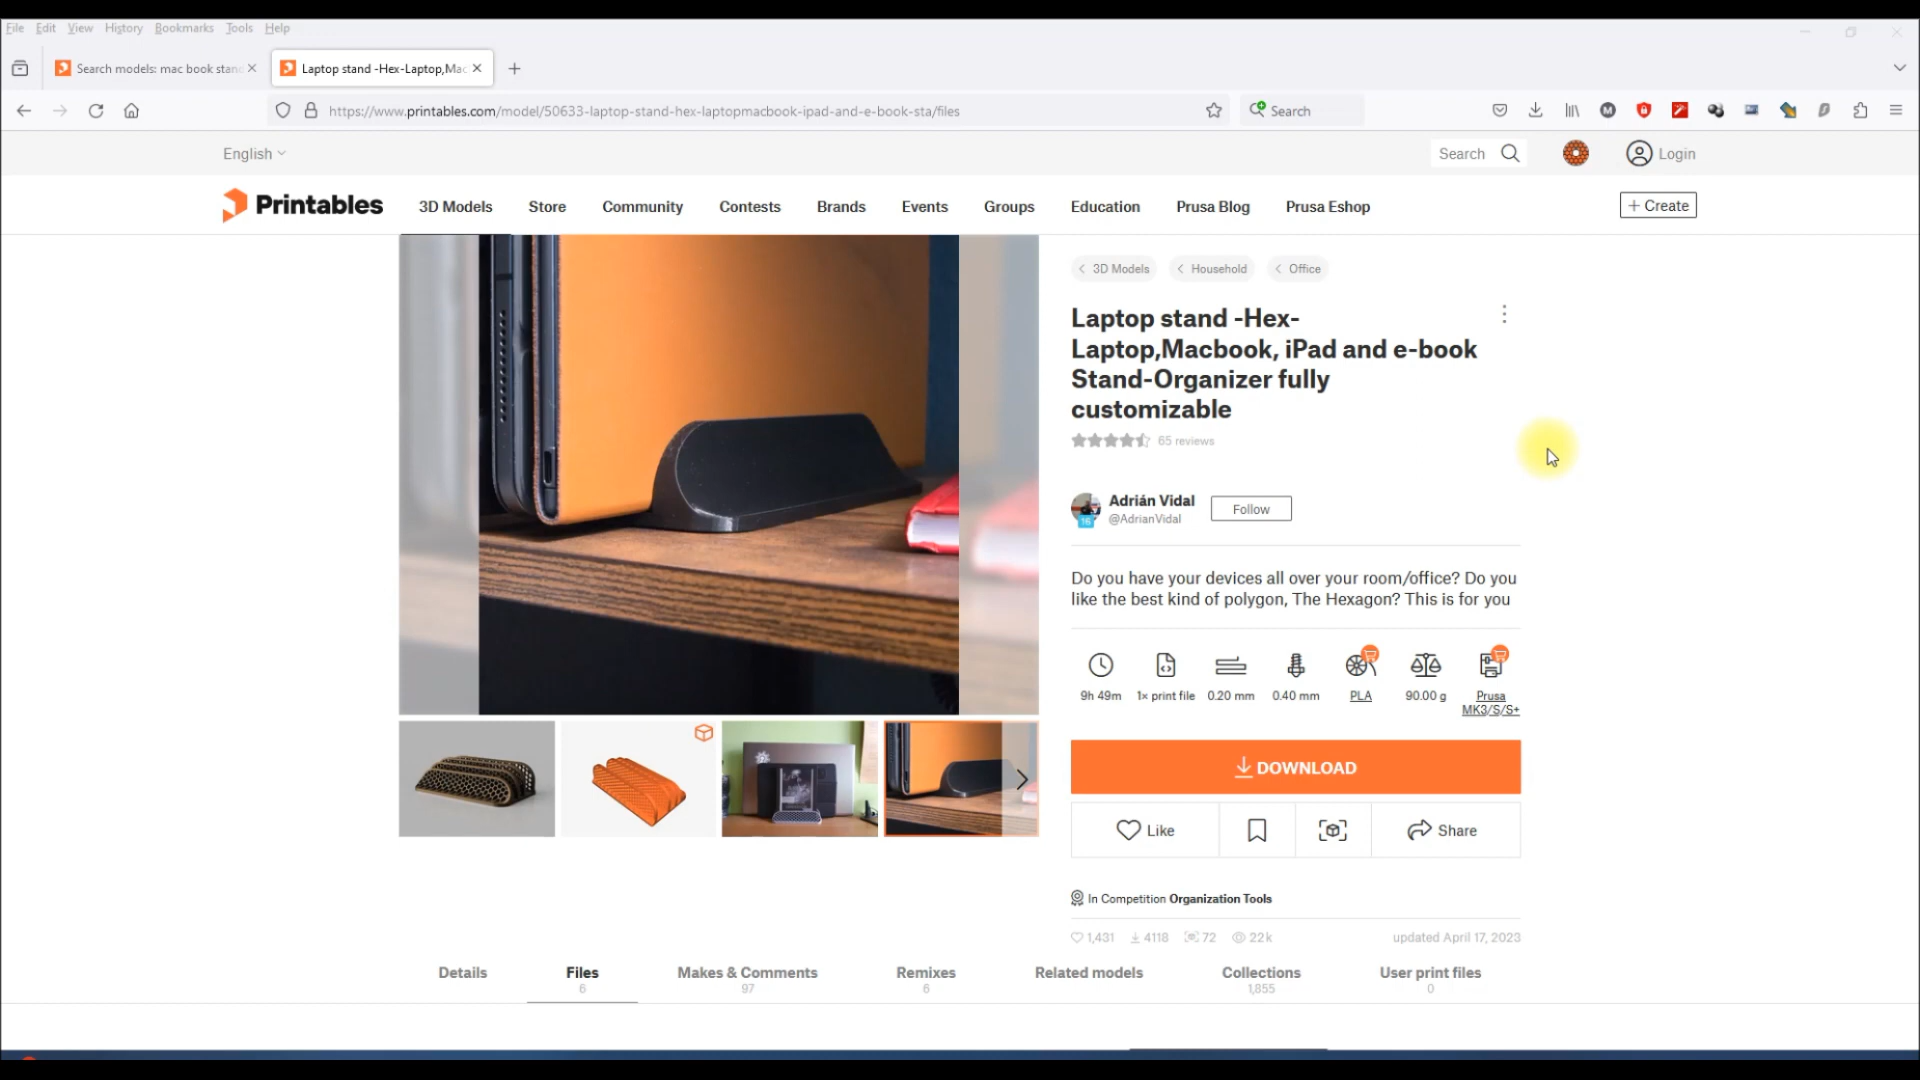 File Edit View History Bookmarks Tools Help
Search models: mac book stand
Laptop stand -Hex-Laptop,Mac
https://www.printables.com/model/50633-laptop-stand-hex-laptopmacbook-ipad-and-e-book-sta/files
Search
English
Search
Login
Printables
3D Models Store Community Contests Brands Events Groups Education Prusa Blog Prusa Eshop
+ Create
3D Models Household Office
Laptop stand -Hex-
Laptop,Macbook, iPad and e-book
Stand-Organizer fully
customizable
65 reviews
Adrián Vidal
@AdrianVidal
16
Follow
Do you have your devices all over your room/office? Do you
like the best kind of polygon, The Hexagon? This is for you
9h 49m 1× print file 0.20 mm 0.40 mm PLA 90.00 g Prusa
MK3/S/S+
DOWNLOAD
Like
Share
In Competition Organization Tools
1,431 4118 72 22k updated April 17, 2023
Details Files Makes & Comments Remixes Related models Collections User print files
6 97 6 1,855 0